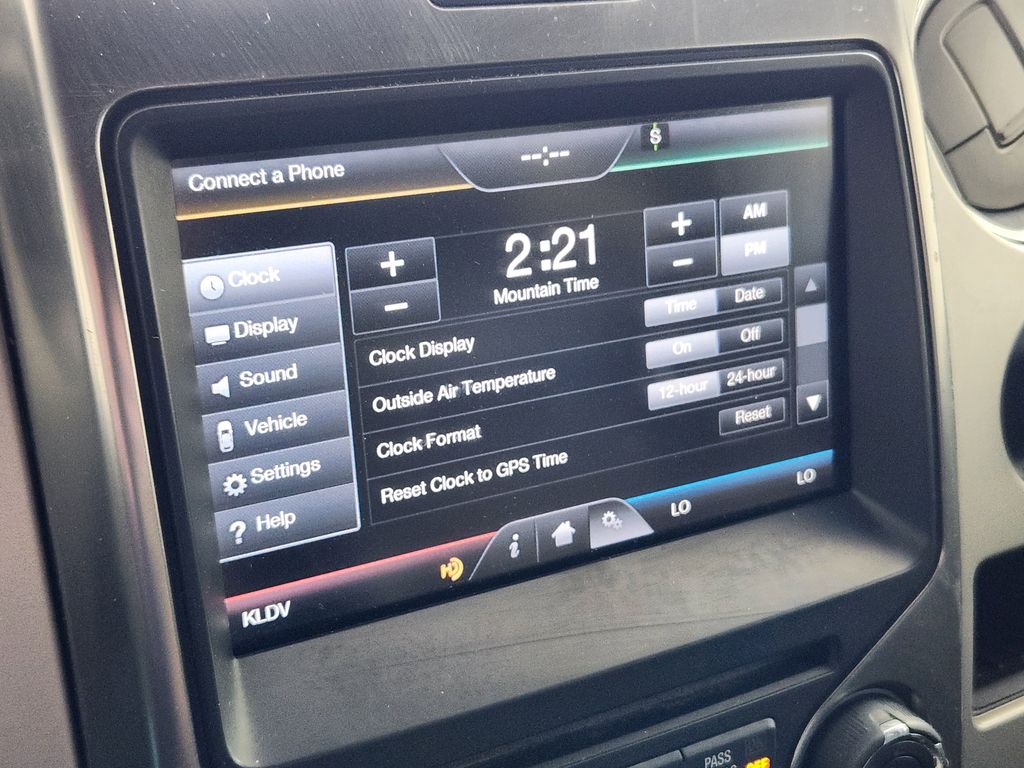 Connect a Phone
--:--
S
Clock
Display
Sound
Vehicle
Settings
Help
+
−
2:21
Mountain Time
+
−
AM
PM
Clock Display
Time
Date
Outside Air Temperature
On
Off
Clock Format
12-hour
24-hour
Reset Clock to GPS Time
Reset
KLDV
HD
i
LO
LO
PASS
OFF